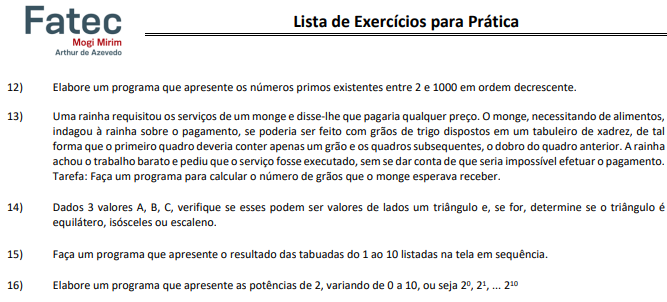 Fatec
Mogi Mirim
Arthur de Azevedo
Lista de Exercícios para Prática
12) Elabore um programa que apresente os números primos existentes entre 2 e 1000 em ordem decrescente.
13) Uma rainha requisitou os serviços de um monge e disse-lhe que pagaria qualquer preço. O monge, necessitando de alimentos,
indagou à rainha sobre o pagamento, se poderia ser feito com grãos de trigo dispostos em um tabuleiro de xadrez, de tal
forma que o primeiro quadro deveria conter apenas um grão e os quadros subsequentes, o dobro do quadro anterior. A rainha
achou o trabalho barato e pediu que o serviço fosse executado, sem se dar conta de que seria impossível efetuar o pagamento.
Tarefa: Faça um programa para calcular o número de grãos que o monge esperava receber.
14) Dados 3 valores A, B, C, verifique se esses podem ser valores de lados um triângulo e, se for, determine se o triângulo é
equilátero, isósceles ou escaleno.
15) Faça um programa que apresente o resultado das tabuadas do 1 ao 10 listadas na tela em sequência.
16) Elabore um programa que apresente as potências de 2, variando de 0 a 10, ou seja 2⁰, 2¹, ... 2¹⁰